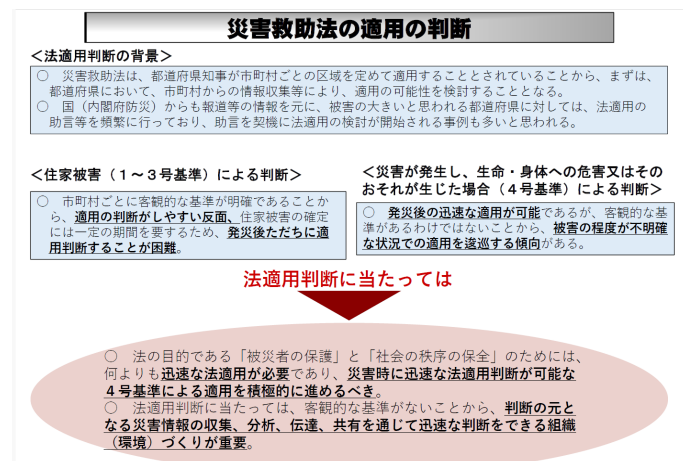 災害救助法の適用の判断
＜法適用判断の背景＞
○　災害救助法は、都道府県知事が市町村ごとの区域を定めて適用することとされていることから、まずは、
都道府県において、市町村からの情報収集等により、適用の可能性を検討することとなる。
○　国（内閣府防災）からも報道等の情報を元に、被害の大きいと思われる都道府県に対しては、法適用の
助言等を頻繁に行っており、助言を契機に法適用の検討が開始される事例も多いと思われる。
＜住家被害（１～３号基準）による判断＞
○　市町村ごとに客観的な基準が明確であることか
ら、適用の判断がしやすい反面、住家被害の確定
には一定の期間を要するため、発災後ただちに適
用判断することが困難。
＜災害が発生し、生命・身体への危害又はその
おそれが生じた場合（４号基準）による判断＞
○　発災後の迅速な適用が可能であるが、客観的な基
準があるわけではないことから、被害の程度が不明確
な状況での適用を逡巡する傾向がある。
法適用判断に当たっては
○　法の目的である「被災者の保護」と「社会の秩序の保全」のためには、
何よりも迅速な法適用が必要であり、災害時に迅速な法適用判断が可能な
４号基準による適用を積極的に進めるべき。
○　法適用判断に当たっては、客観的な基準がないことから、判断の元と
なる災害情報の収集、分析、伝達、共有を通じて迅速な判断をできる組織
（環境）づくりが重要。